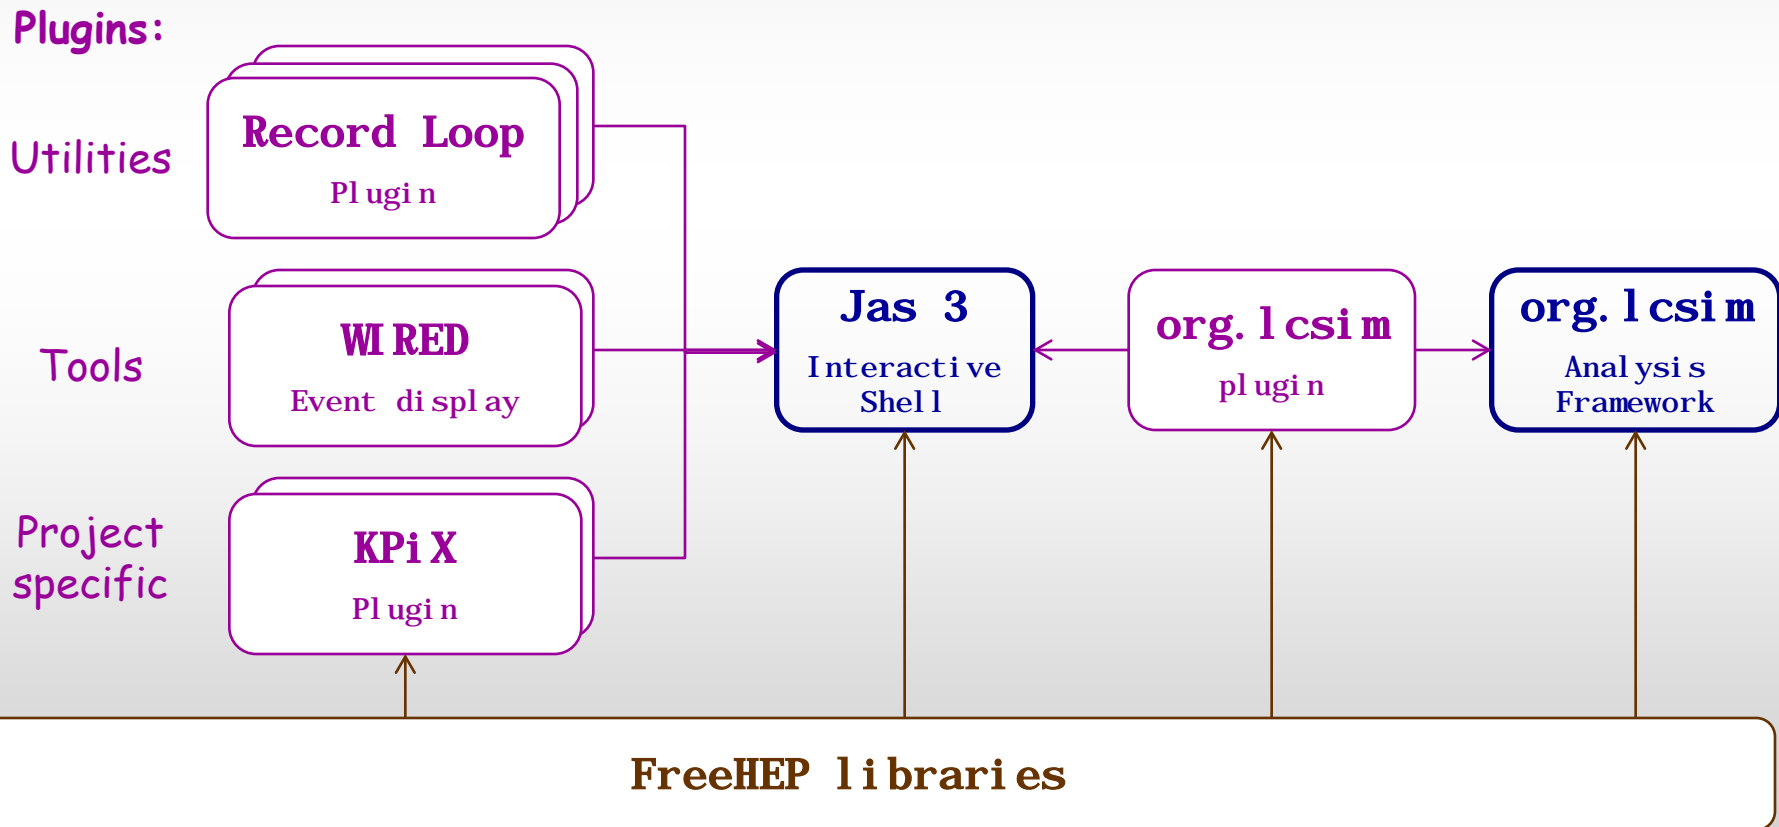 Plugins:
Utilities
Record Loop
Plugin
Tools
WIRED
Event display
Project
specific
KPiX
Plugin
Jas 3
Interactive
Shell
org.lcsim
plugin
org.lcsim
Analysis
Framework
FreeHEP libraries